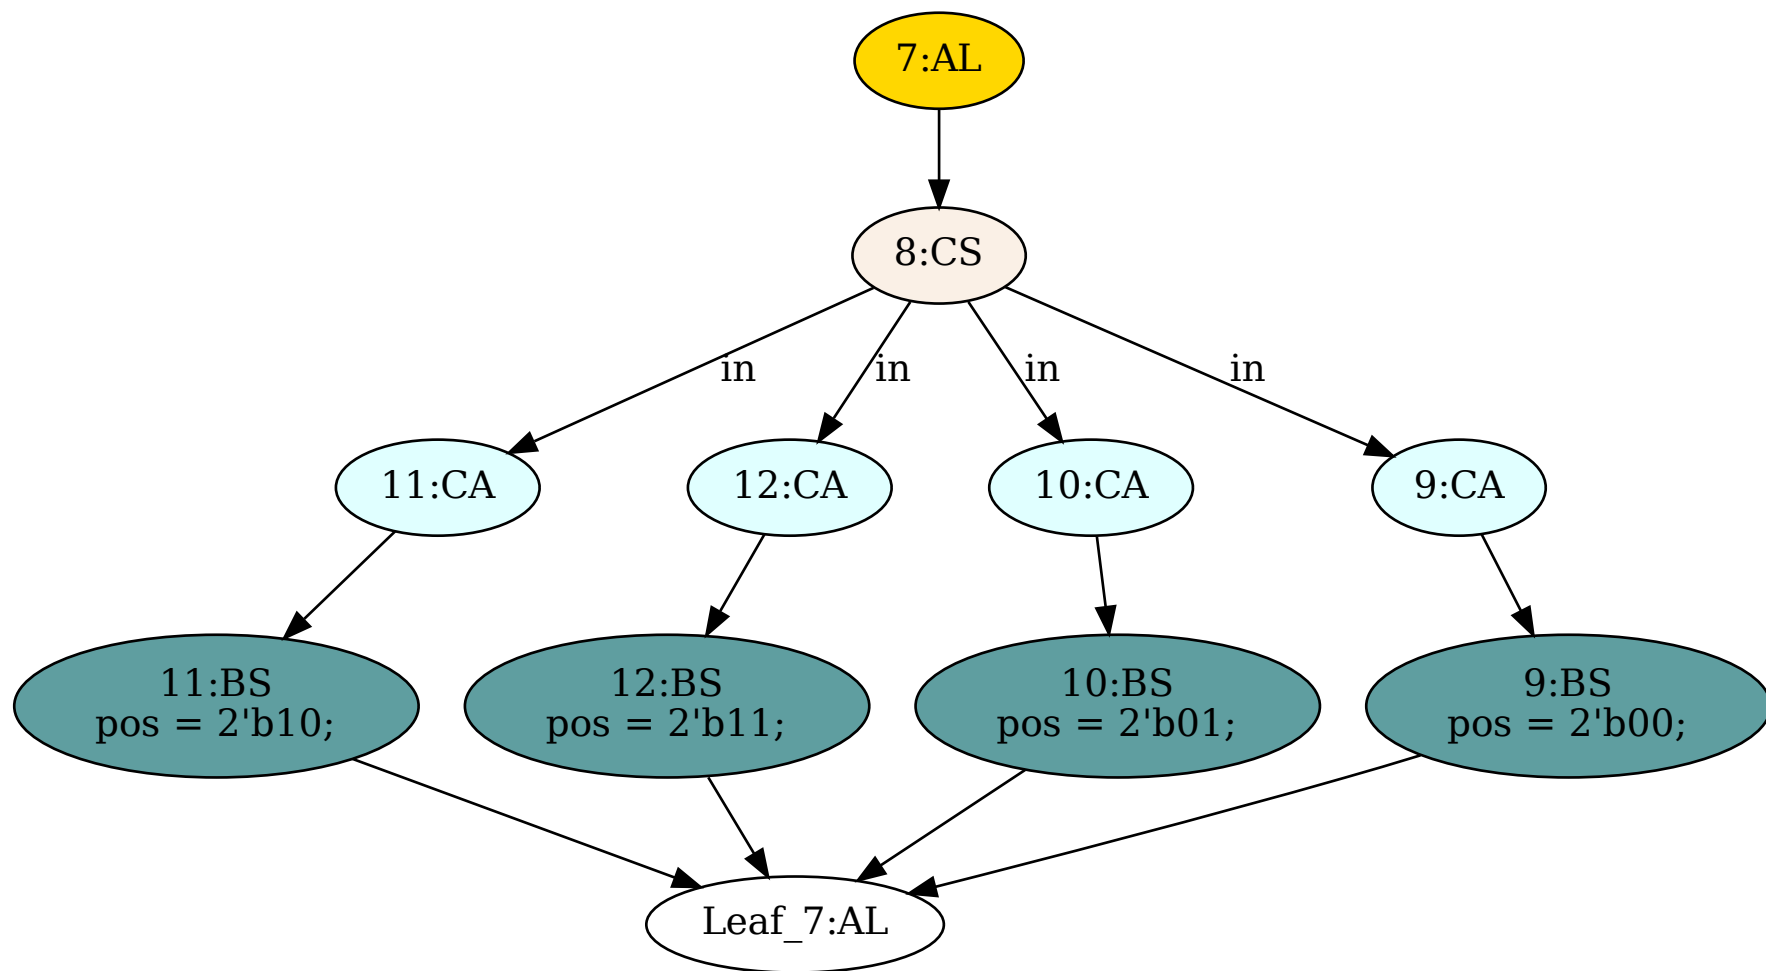 7:AL
8:CS
in
in
in
in
11:CA
12:CA
10:CA
9:CA
11:BS
pos = 2'b10;
12:BS
pos = 2'b11;
10:BS
pos = 2'b01;
9:BS
pos = 2'b00;
Leaf_7:AL